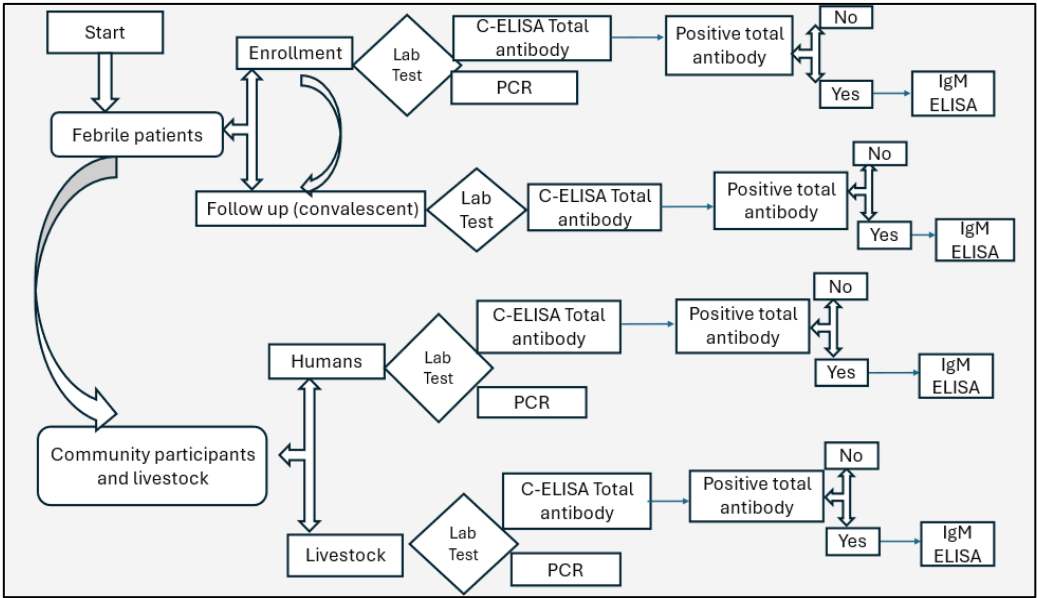 Start
Febrile patients
Enrollment
Lab
Test
C-ELISA Total
antibody
PCR
Positive total
antibody
No
Yes
IgM
ELISA
Follow up (convalescent)
Lab
Test
C-ELISA Total
antibody
Positive total
antibody
No
Yes
IgM
ELISA
Community participants
and livestock
Humans
Lab
Test
C-ELISA Total
antibody
PCR
Positive total
antibody
No
Yes
IgM
ELISA
Livestock
Lab
Test
C-ELISA Total
antibody
PCR
Positive total
antibody
No
Yes
IgM
ELISA